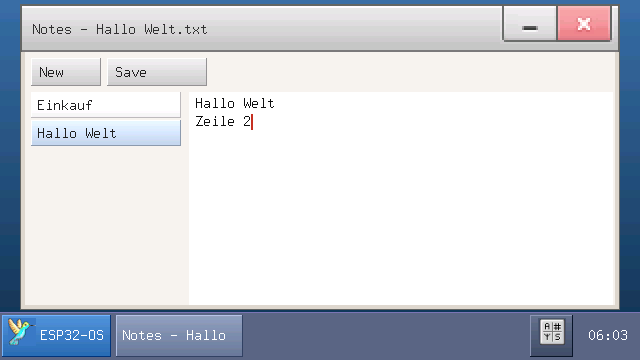 Notes - Hallo Welt.txt
New
Save
Einkauf
Hallo Welt
Hallo Welt
Zeile 2
ESP32-OS
Notes - Hallo
A#
TS
06:03